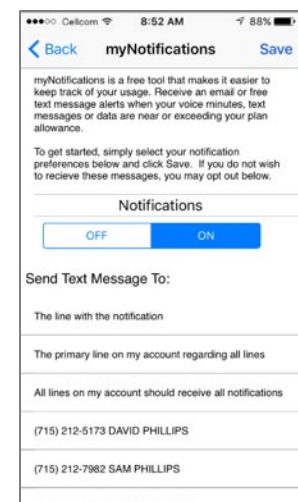 Cellcom 8:52 AM 88%
Back myNotifications Save
myNotifications is a free tool that makes it easier to
keep track of your usage. Receive an email or free
text message alerts when your voice minutes, text
messages or data are near or exceeding your plan
allowance.
To get started, simply select your notification
preferences below and click Save. If you do not wish
to recieve these messages, you may opt out below.
Notifications
OFF ON
Send Text Message To:
The line with the notification
The primary line on my account regarding all lines
All lines on my account should receive all notifications
(715) 212-5173 DAVID PHILLIPS
(715) 212-7982 SAM PHILLIPS